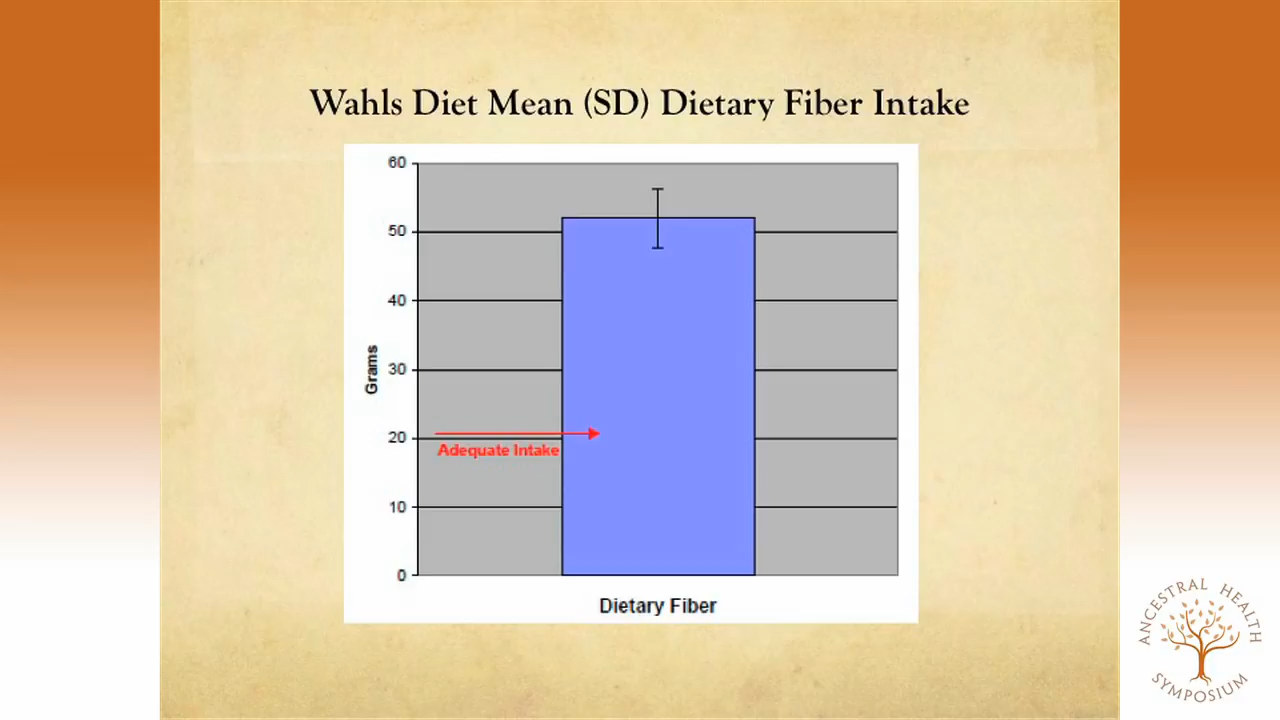 Wahls Diet Mean (SD) Dietary Fiber Intake
60
50
40
30
20
10
0
Grams
Adequate Intake
Dietary Fiber
ANCESTRAL HEALTH
SYMPOSIUM